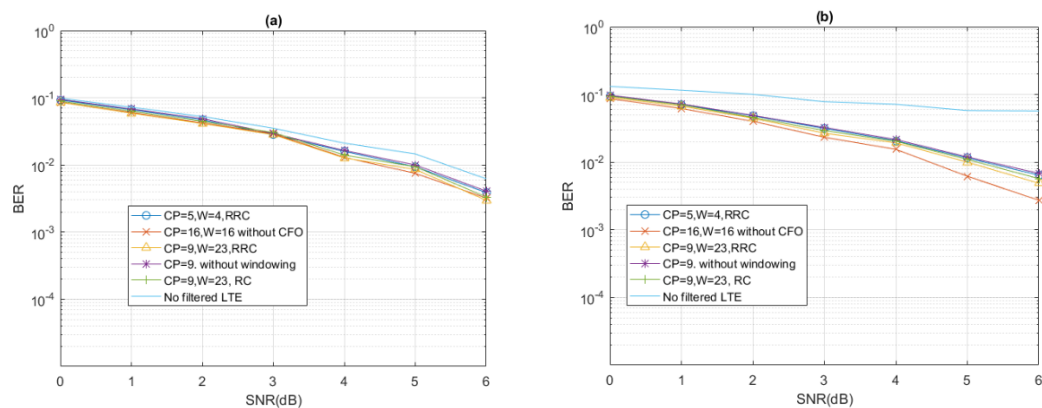 (a)
10^0
10^-1
10^-2
10^-3
10^-4
BER
0 1 2 3 4 5 6
SNR(dB)
CP=5,W=4,RRC
CP=16,W=16 without CFO
CP=9,W=23,RRC
CP=9. without windowing
CP=9,W=23, RC
No filtered LTE
(b)
10^0
10^-1
10^-2
10^-3
10^-4
BER
0 1 2 3 4 5 6
SNR(dB)
CP=5,W=4,RRC
CP=16,W=16 without CFO
CP=9,W=23,RRC
CP=9. without windowing
CP=9,W=23, RC
No filtered LTE